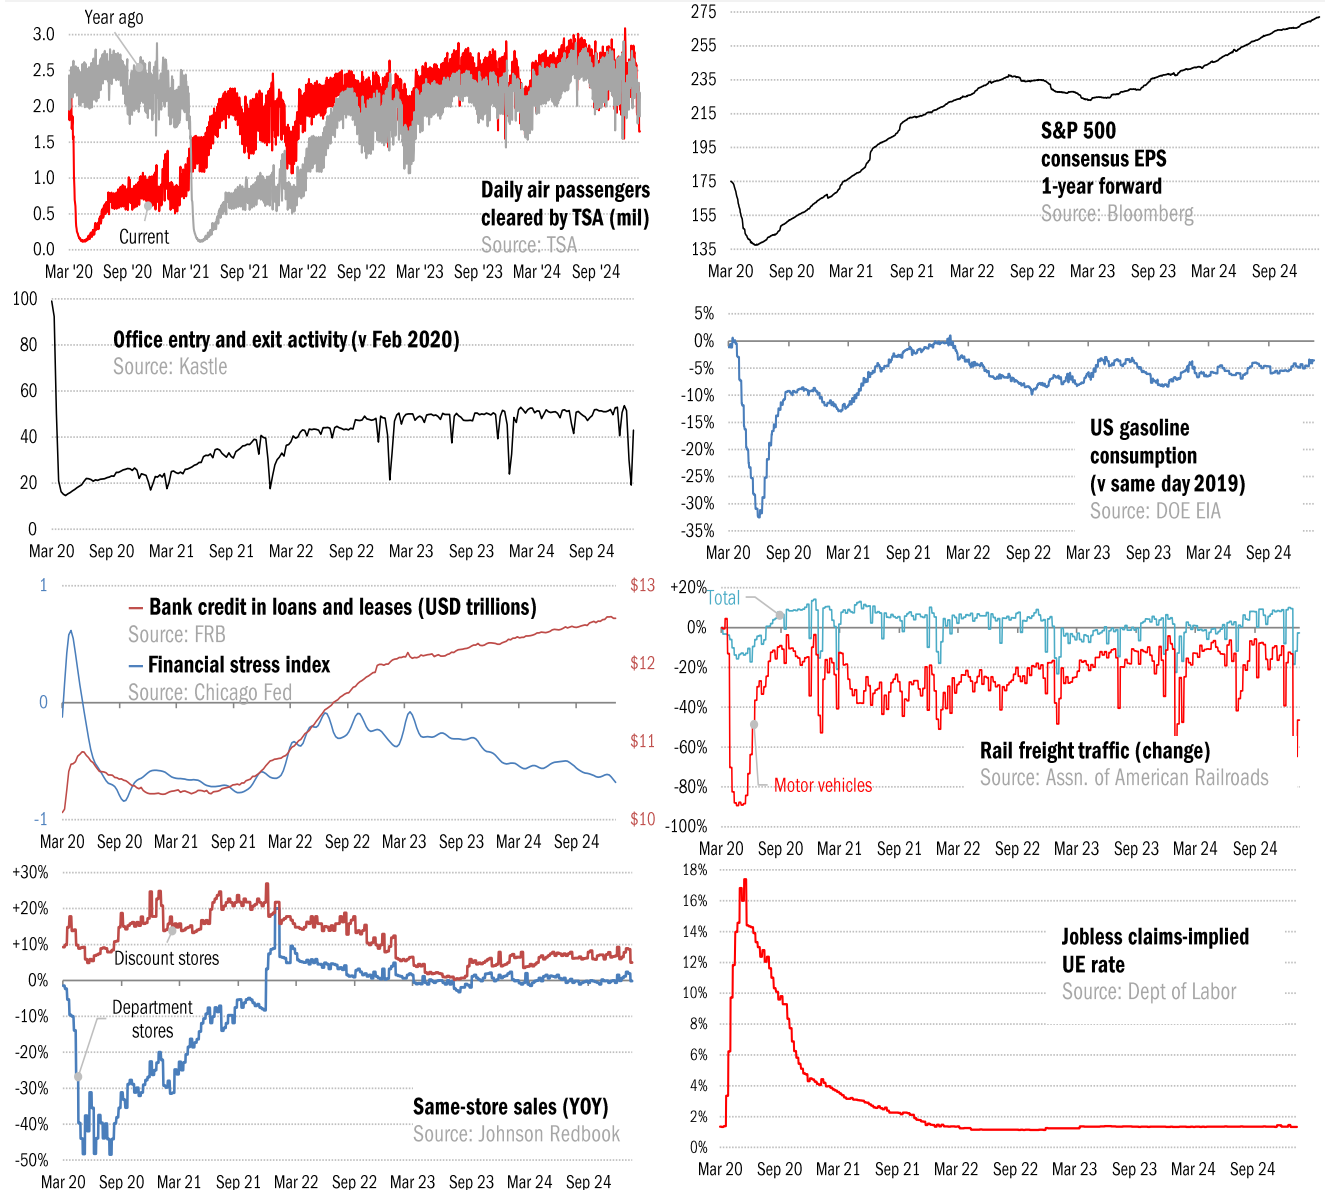 Year ago
3.0
2.5
2.0
1.5
1.0
0.5
0.0
Daily air passengers
cleared by TSA (mil)
Source: TSA
Current
Mar '20 Sep '20 Mar '21 Sep '21 Mar '22 Sep '22 Mar '23 Sep '23 Mar '24 Sep '24
275
255
235
215
195
175
155
135
S&P 500
consensus EPS
1-year forward
Source: Bloomberg
Mar 20 Sep 20 Mar 21 Sep 21 Mar 22 Sep 22 Mar 23 Sep 23 Mar 24 Sep 24
100
80
60
40
20
0
Office entry and exit activity (v Feb 2020)
Source: Kastle
Mar 20 Sep 20 Mar 21 Sep 21 Mar 22 Sep 22 Mar 23 Sep 23 Mar 24 Sep 24
5%
0%
-5%
-10%
-15%
-20%
-25%
-30%
-35%
US gasoline
consumption
(v same day 2019)
Source: DOE EIA
Mar 20 Sep 20 Mar 21 Sep 21 Mar 22 Sep 22 Mar 23 Sep 23 Mar 24 Sep 24
1
0
-1
Bank credit in loans and leases (USD trillions)
Source: FRB
Financial stress index
Source: Chicago Fed
$13
$12
$11
$10
Mar 20 Sep 20 Mar 21 Sep 21 Mar 22 Sep 22 Mar 23 Sep 23 Mar 24 Sep 24
+20%
0%
-20%
-40%
-60%
-80%
-100%
Total
Rail freight traffic (change)
Source: Assn. of American Railroads
Motor vehicles
Mar 20 Sep 20 Mar 21 Sep 21 Mar 22 Sep 22 Mar 23 Sep 23 Mar 24 Sep 24
+30%
+20%
+10%
0%
-10%
-20%
-30%
-40%
-50%
Discount stores
Department
stores
Same-store sales (YOY)
Source: Johnson Redbook
Mar 20 Sep 20 Mar 21 Sep 21 Mar 22 Sep 22 Mar 23 Sep 23 Mar 24 Sep 24
18%
16%
14%
12%
10%
8%
6%
4%
2%
0%
Jobless claims-implied
UE rate
Source: Dept of Labor
Mar 20 Sep 20 Mar 21 Sep 21 Mar 22 Sep 22 Mar 23 Sep 23 Mar 24 Sep 24